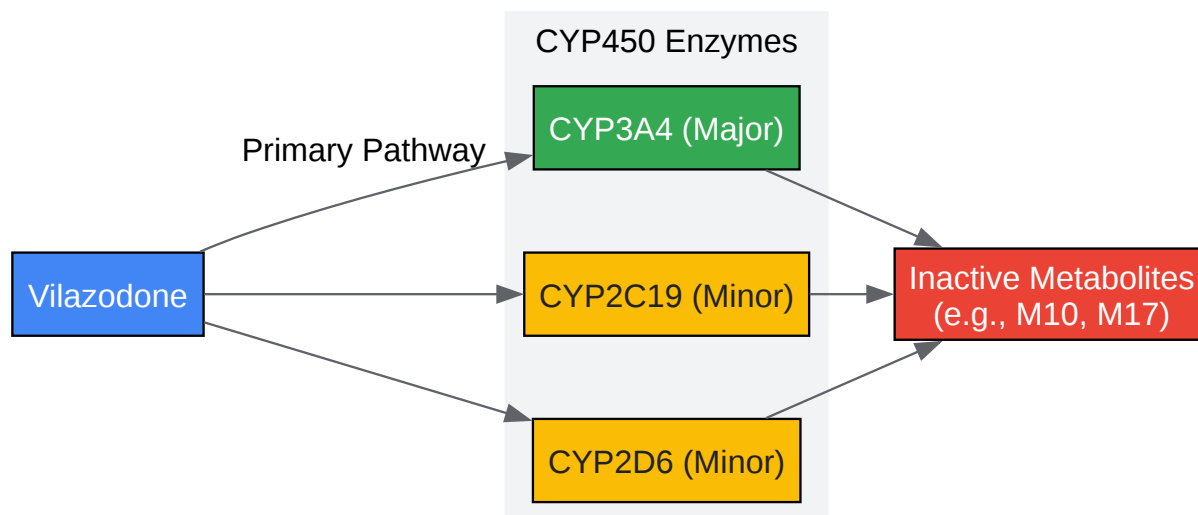 CYP450 Enzymes
CYP3A4 (Major)
Primary Pathway
Vilazodone
CYP2C19 (Minor)
Inactive Metabolites
(e.g., M10, M17)
CYP2D6 (Minor)